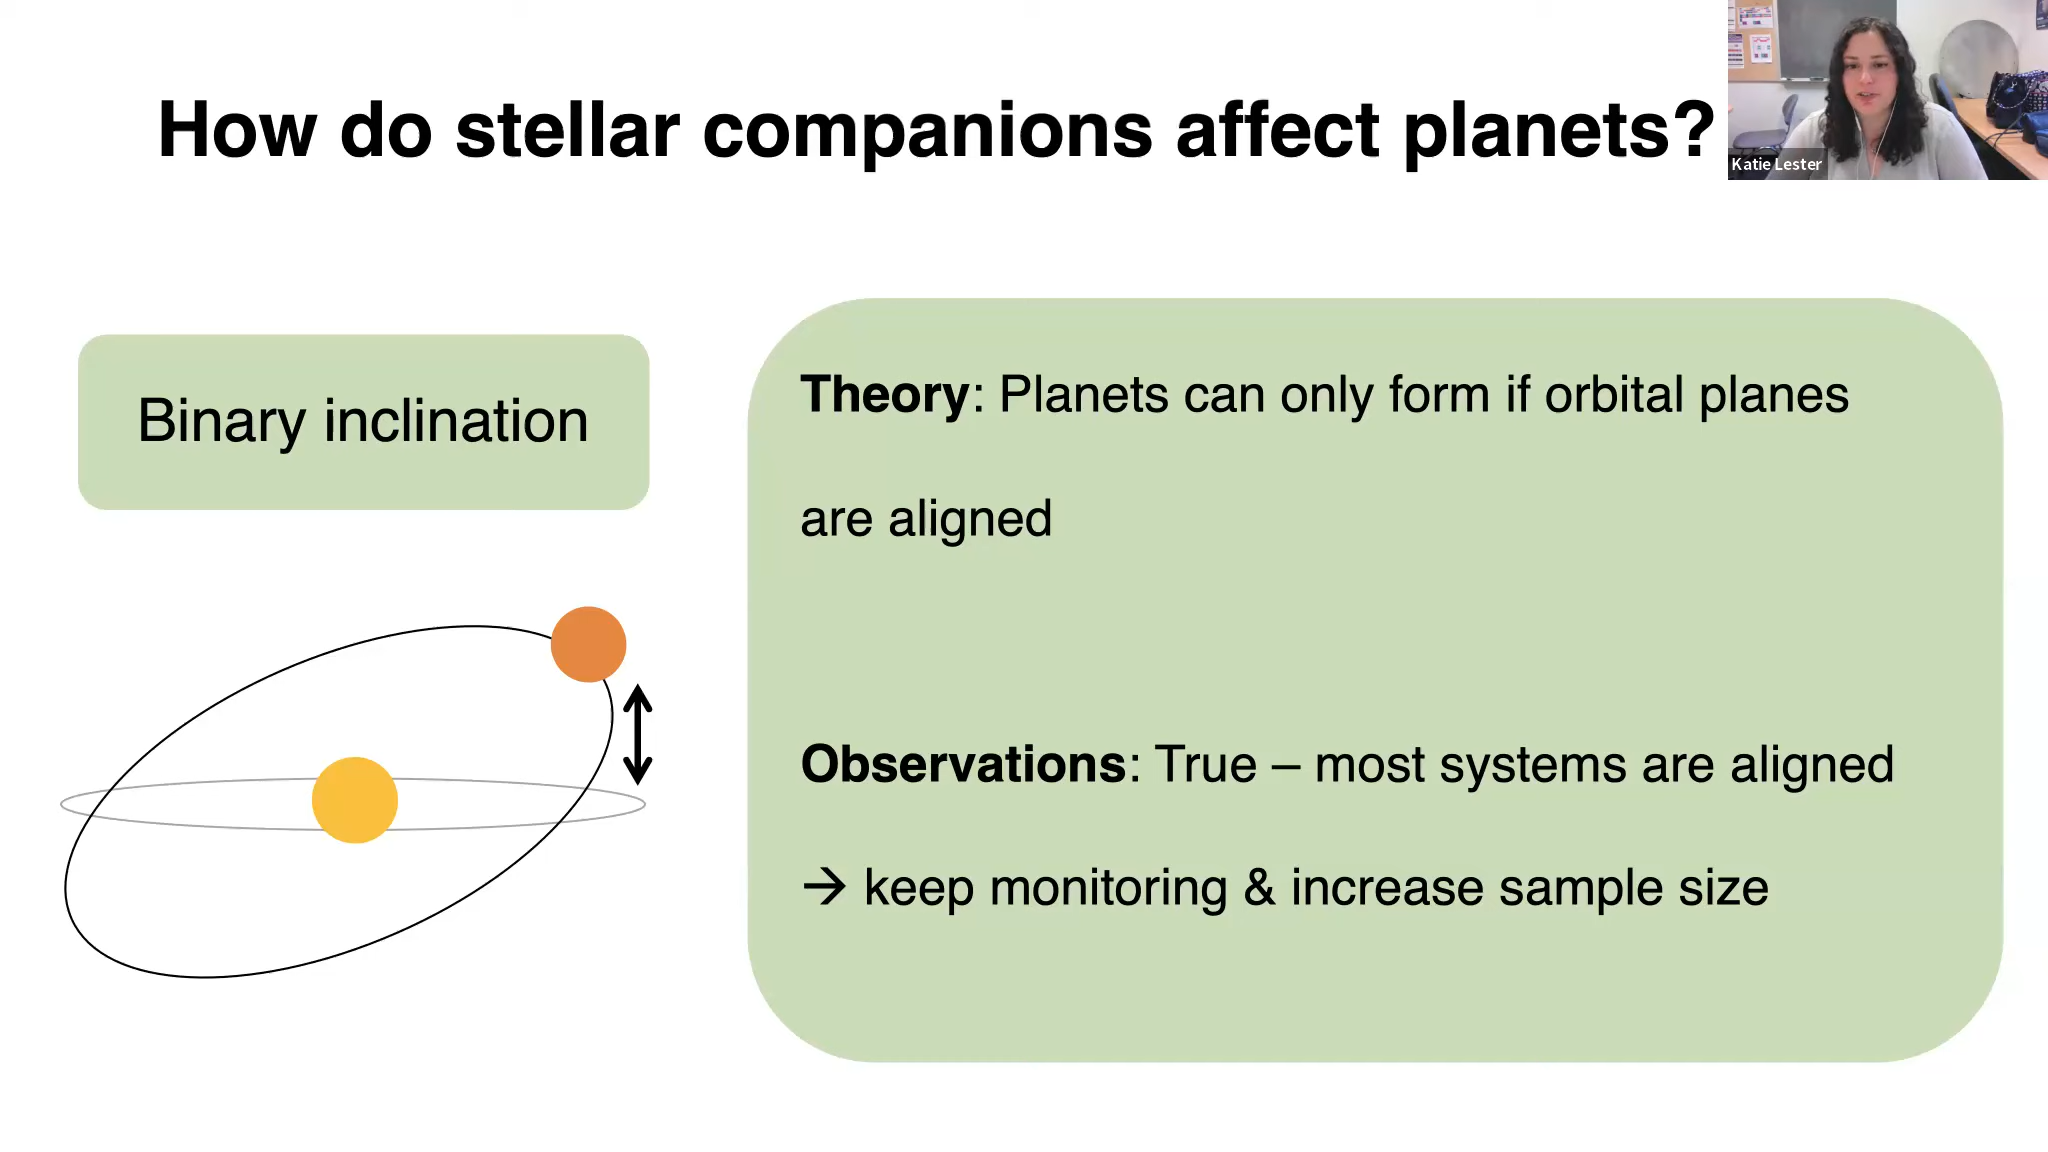 How do stellar companions affect planets?
Katie Lester
Binary inclination
Theory: Planets can only form if orbital planes
are aligned
Observations: True – most systems are aligned
→ keep monitoring & increase sample size